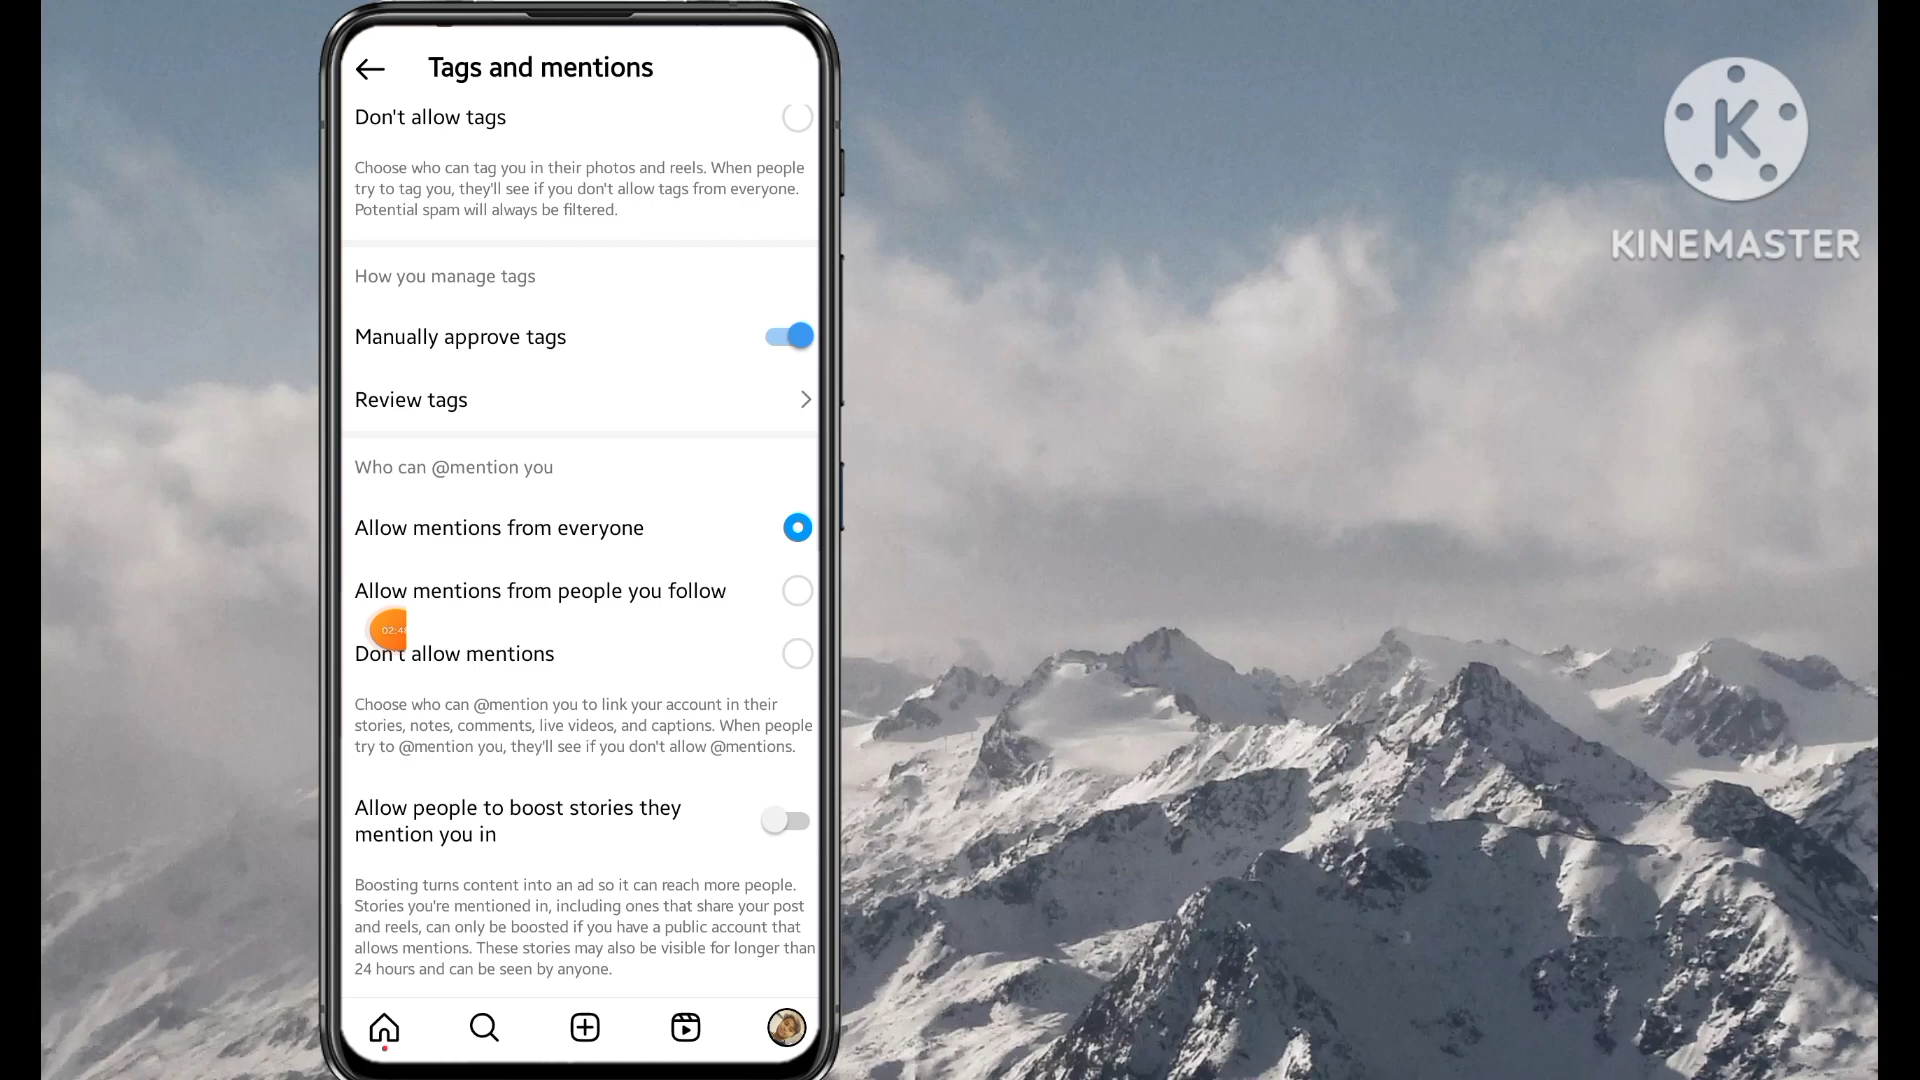 Tags and mentions
Don't allow tags
Choose who can tag you in their photos and reels. When people
try to tag you, they'll see if you don't allow tags from everyone.
Potential spam will always be filtered.
How you manage tags
Manually approve tags
Review tags
Who can @mention you
Allow mentions from everyone
Allow mentions from people you follow
02:48
Don't allow mentions
Choose who can @mention you to link your account in their
stories, notes, comments, live videos, and captions. When people
try to @mention you, they'll see if you don't allow @mentions.
Allow people to boost stories they
mention you in
Boosting turns content into an ad so it can reach more people.
Stories you're mentioned in, including ones that share your post
and reels, can only be boosted if you have a public account that
allows mentions. These stories may also be visible for longer than
24 hours and can be seen by anyone.
K
KINEMASTER